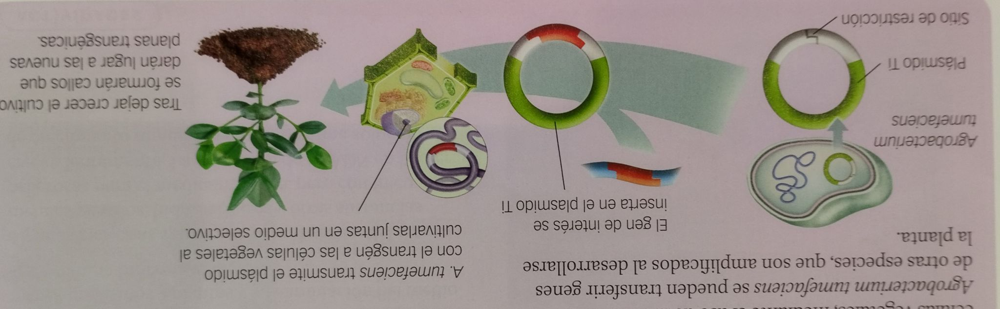 Agrobacterium tumefaciens se pueden transferir genes
de otras especies, que son amplificados al desarrollarse
la planta.
Agrobacterium
tumefaciens
Plásmido Ti
Sitio de restricción
El gen de interés se
inserta en el plásmido Ti
A. tumefaciens transmite el plásmido
con el transgén a las células vegetales al
cultivarlas juntas en un medio selectivo.
Tras dejar crecer el cultivo
se formarán callos que
darán lugar a las nuevas
planas transgénicas.